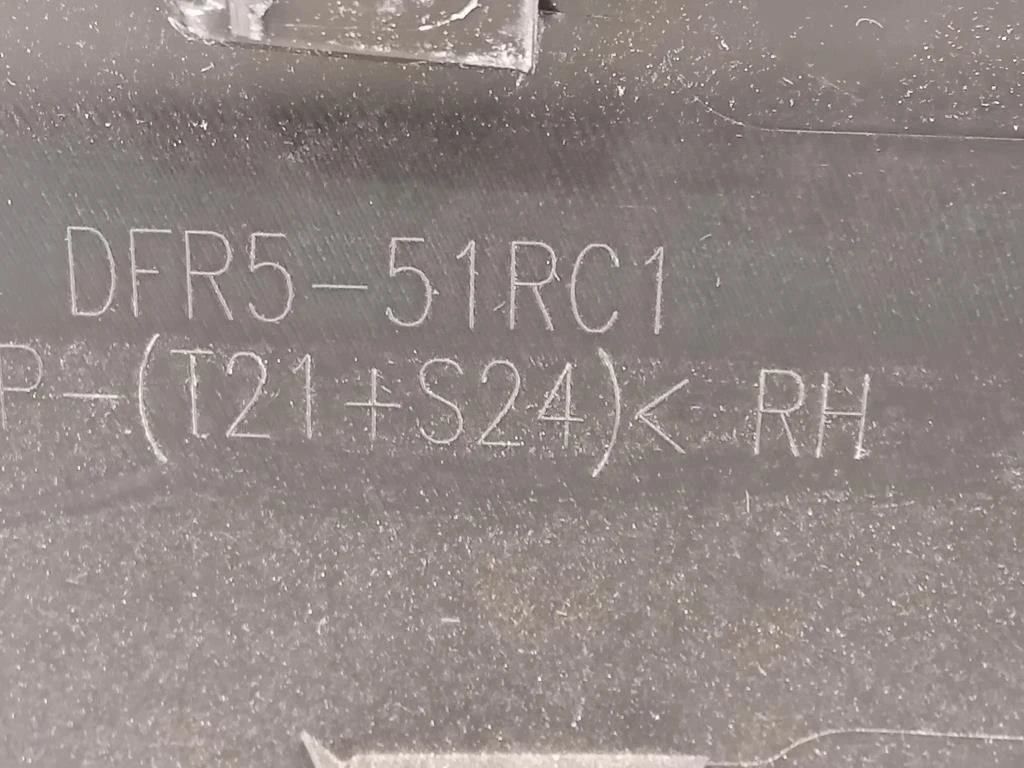 DFR5-51RC1
P-(T21+S24)< RH